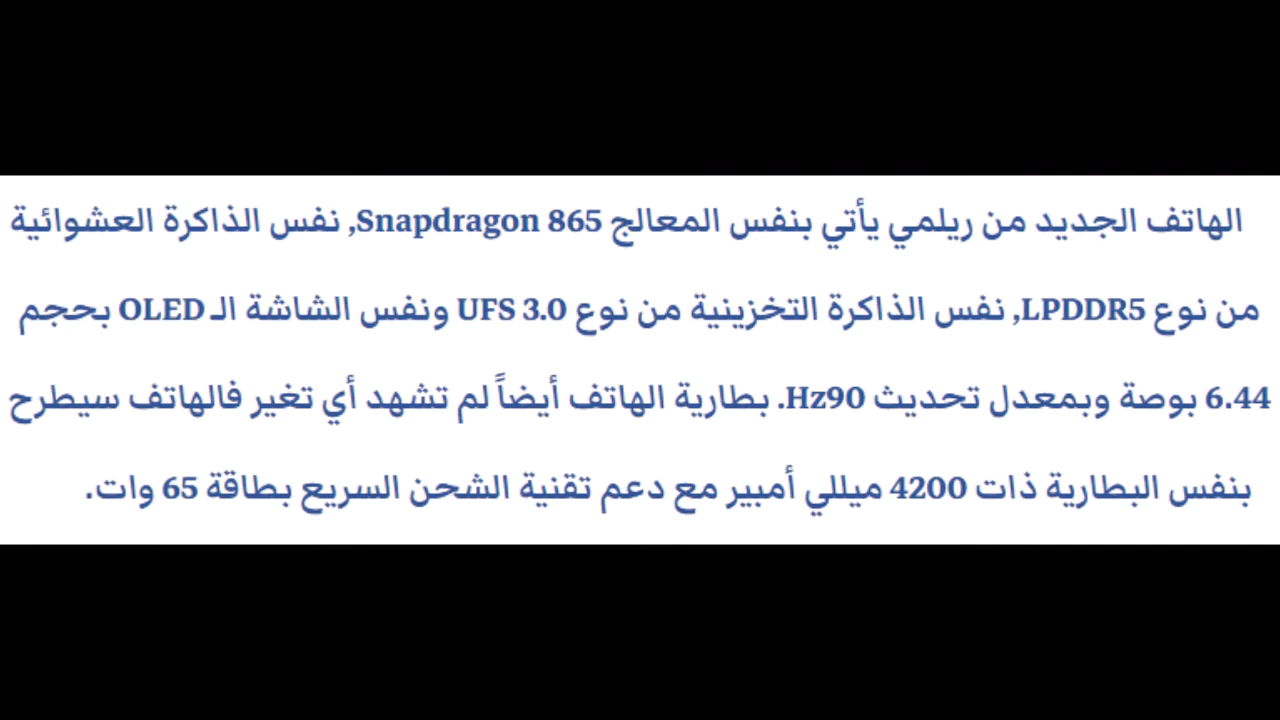 الهاتف الجديد من ريلمي يأتي بنفس المعالج Snapdragon 865, نفس الذاكرة العشوائية
من نوع LPDDR5, نفس الذاكرة التخزينية من نوع UFS 3.0 ونفس الشاشة الـ OLED بحجم
6.44 بوصة وبمعدل تحديث Hz90. بطارية الهاتف أيضاً لم تشهد أي تغير فالهاتف سيطرح
بنفس البطارية ذات 4200 ميللي أمبير مع دعم تقنية الشحن السريع بطاقة 65 وات.